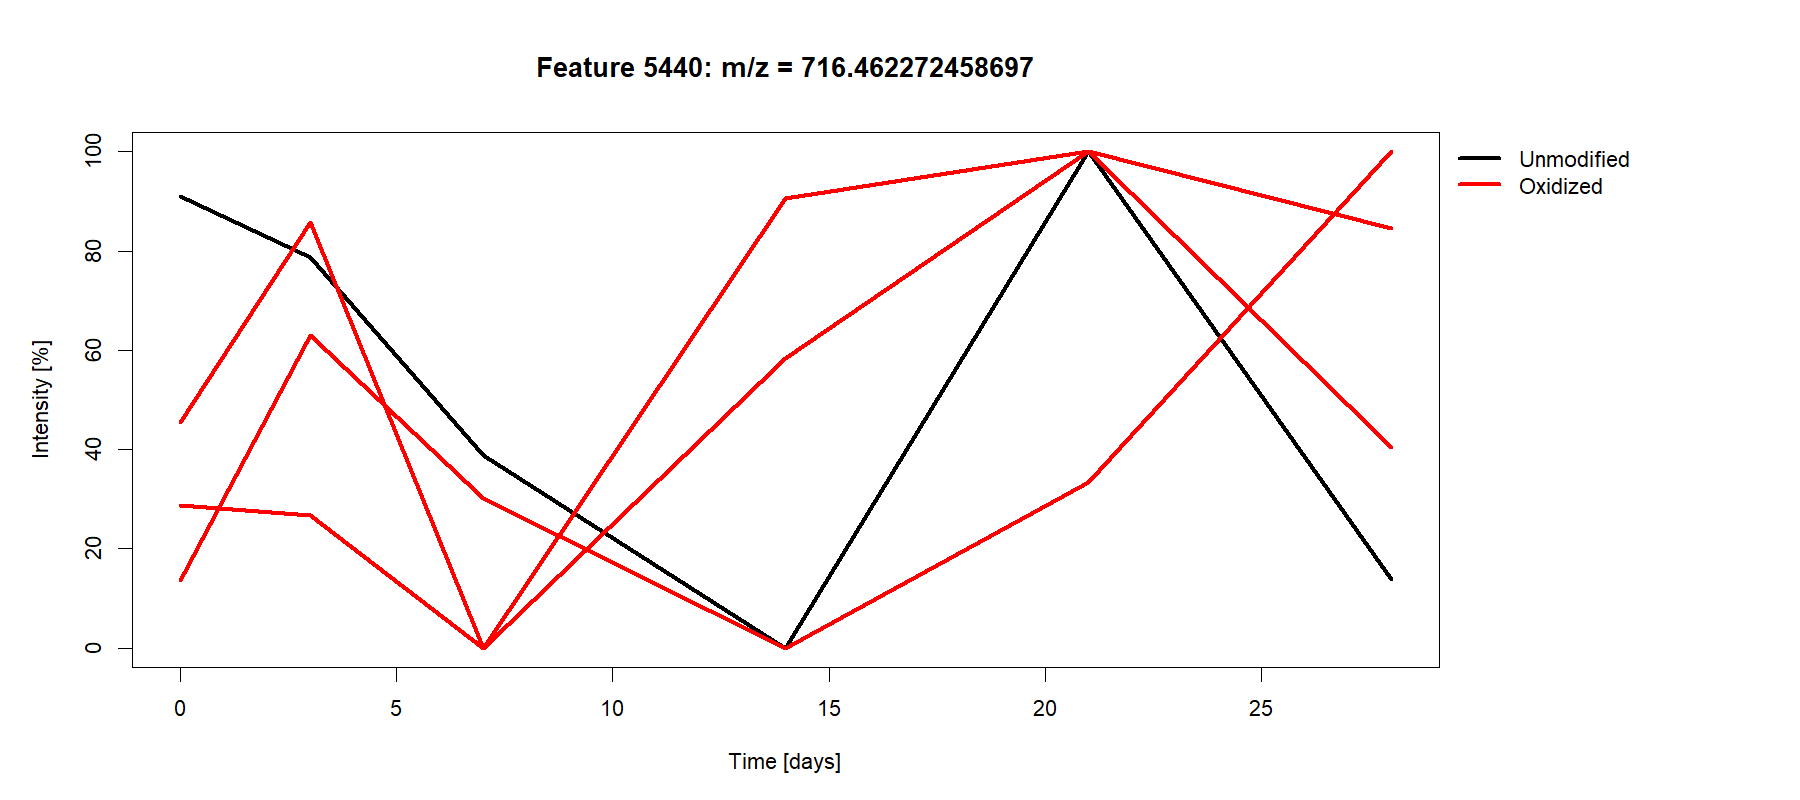 Feature 5440: m/z = 716.462272458697
Unmodified
Oxidized
Intensity [%]
100
80
60
40
20
0
0 5 10 15 20 25
Time [days]